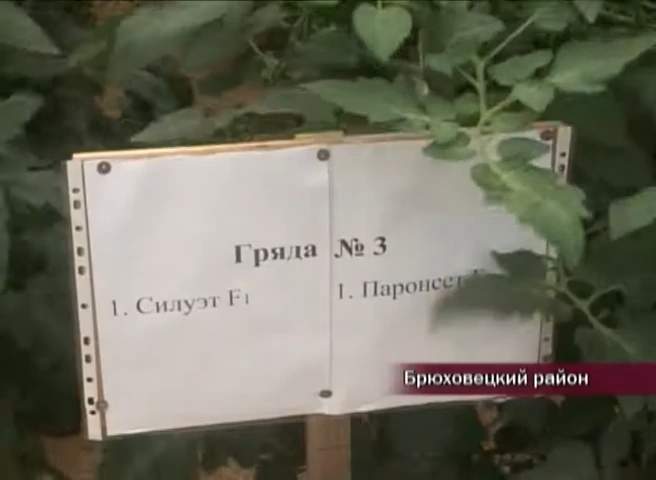 Гряда № 3
1. Силуэт F1
1. Паронсет
Брюховецкий район